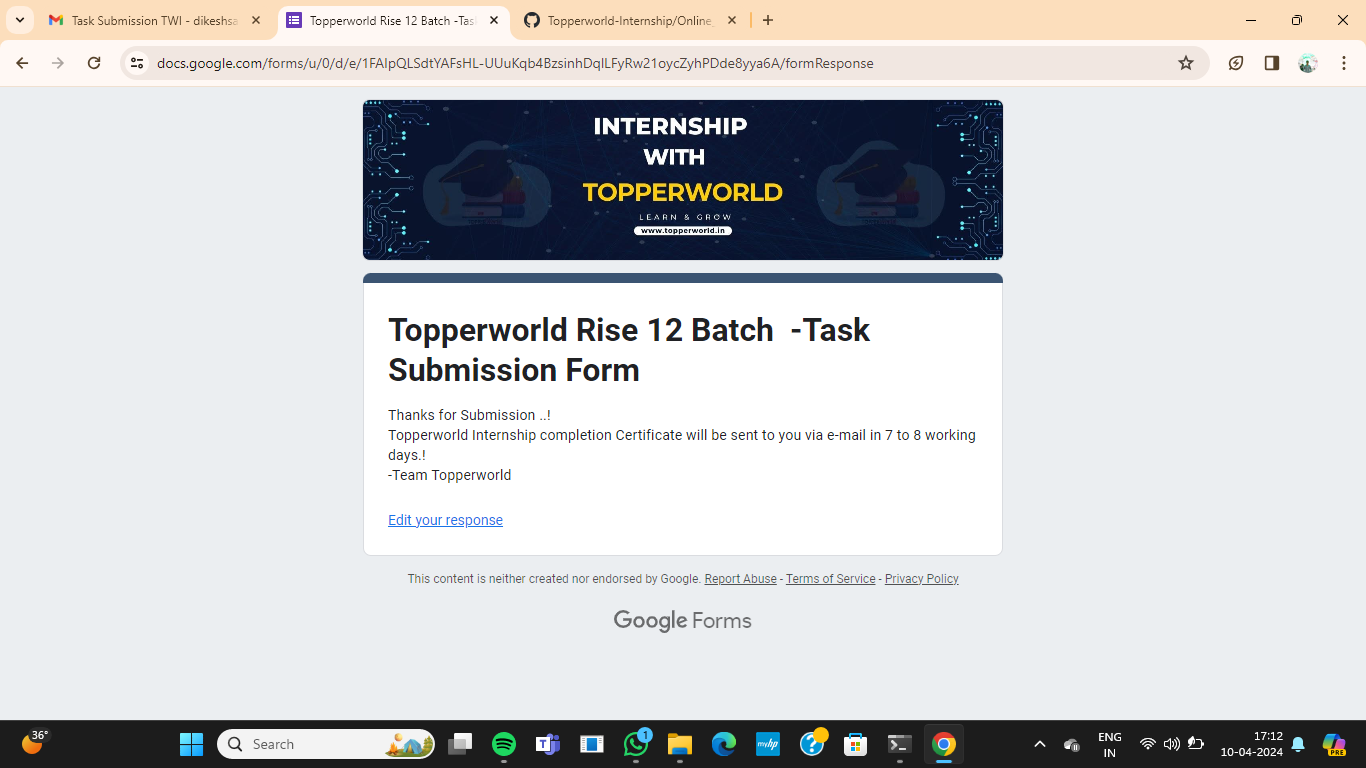 Task Submission TWI - dikeshsa
Topperworld Rise 12 Batch -Tas
Topperworld-Internship/Online_
docs.google.com/forms/u/0/d/e/1FAIpQLSdtYAFsHL-UUuKqb4BzsinhDqlLFyRw21oycZyhPDde8yya6A/formResponse
INTERNSHIP
WITH
TOPPERWORLD
LEARN & GROW
www.topperworld.in
Topperworld Rise 12 Batch -Task
Submission Form
Thanks for Submission ..!
Topperworld Internship completion Certificate will be sent to you via e-mail in 7 to 8 working
days.!
-Team Topperworld
Edit your response
This content is neither created nor endorsed by Google. Report Abuse - Terms of Service - Privacy Policy
Google Forms
36°
Search
1
myhp
ENG
IN
17:12
10-04-2024
PRE